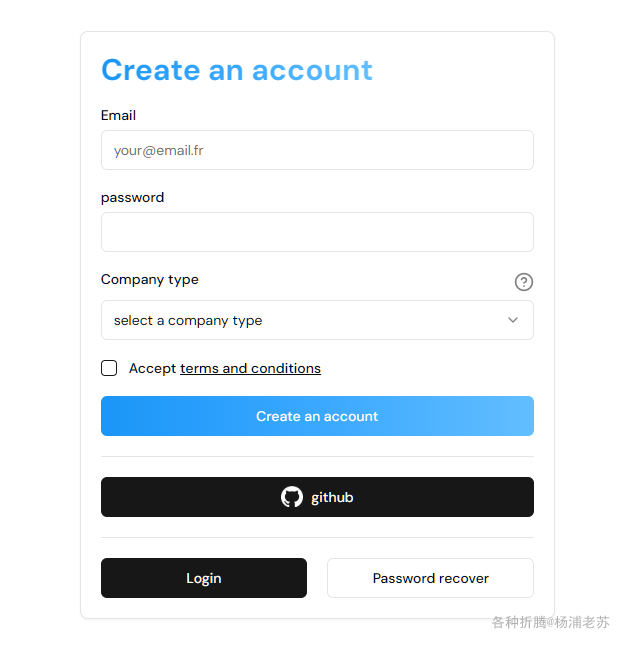 Create an account
Email
your@email.fr
password
Company type
select a company type
Accept terms and conditions
Create an account
github
Login
Password recover
各种折腾@杨浦老苏